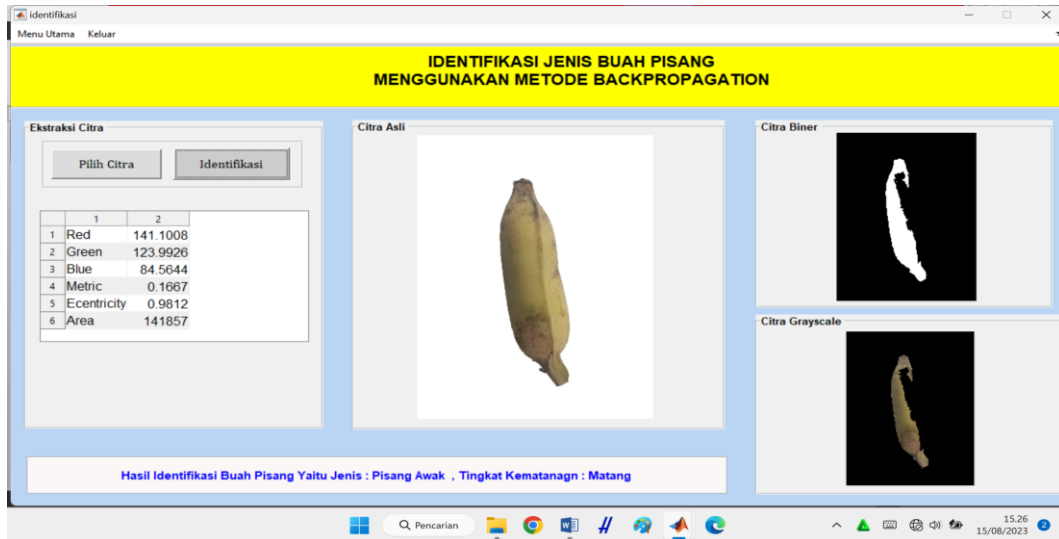 identifikasi
Menu Utama Keluar
IDENTIFIKASI JENIS BUAH PISANG
MENGGUNAKAN METODE BACKPROPAGATION
Ekstraksi Citra
Pilih Citra Identifikasi
1 2
1 Red 141.1008
2 Green 123.9926
3 Blue 84.5644
4 Metric 0.1667
5 Ecentricity 0.9812
6 Area 141857
Citra Asli
Citra Biner
Citra Grayscale
Hasil Identifikasi Buah Pisang Yaitu Jenis : Pisang Awak , Tingkat Kematanagn : Matang
Pencarian
15.26
15/08/2023
2